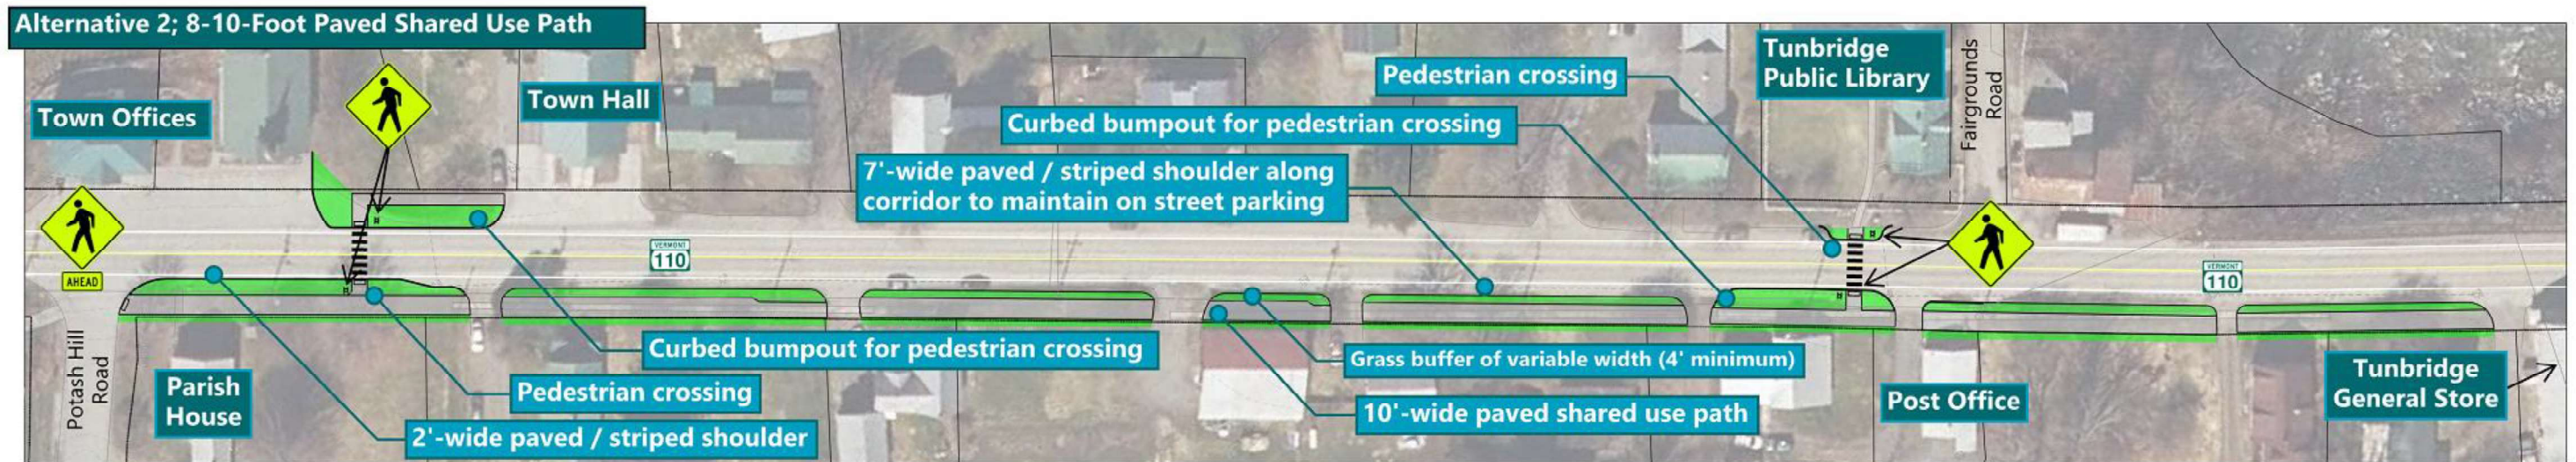 Alternative 2; 8-10-Foot Paved Shared Use Path
Town Offices
Town Hall
Pedestrian crossing
Tunbridge
Public Library
Fairgrounds
Road
Curbed bumpout for pedestrian crossing
7'-wide paved / striped shoulder along
corridor to maintain on street parking
AHEAD
VERMONT
110
VERMONT
110
Potash Hill
Road
Parish
House
Curbed bumpout for pedestrian crossing
Pedestrian crossing
2'-wide paved / striped shoulder
Grass buffer of variable width (4' minimum)
10'-wide paved shared use path
Post Office
Tunbridge
General Store